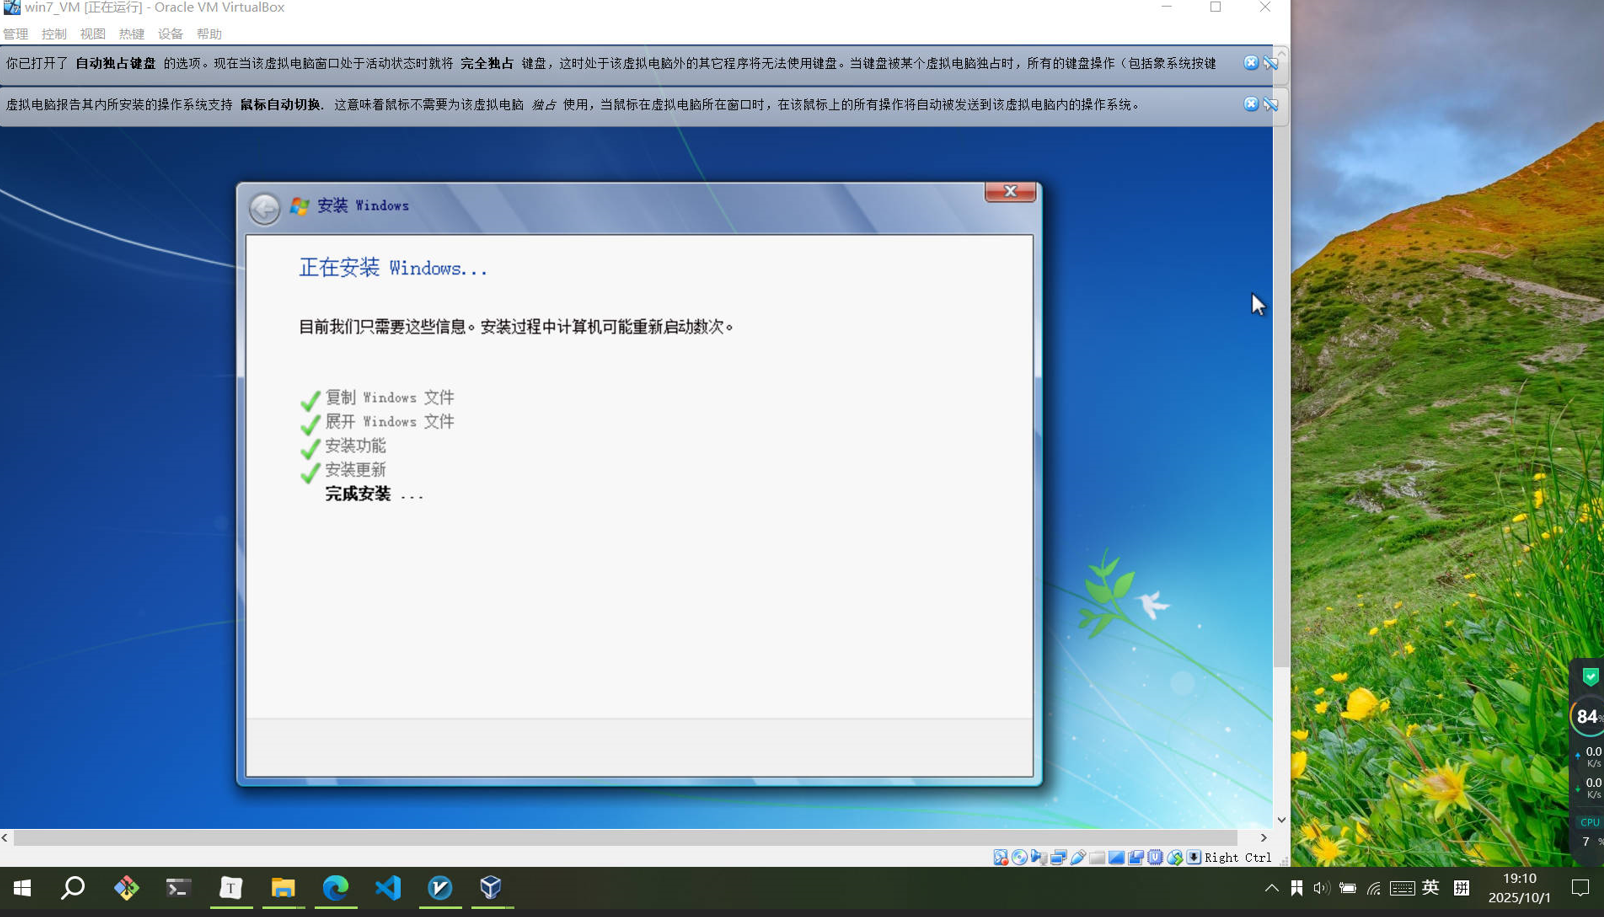 win7_VM [正在运行] - Oracle VM VirtualBox
管理 控制 视图 热键 设备 帮助
你已打开了 自动独占键盘 的选项。现在当该虚拟电脑窗口处于活动状态时就将 完全独占 键盘，这时处于该虚拟电脑外的其它程序将无法使用键盘。当键盘被某个虚拟电脑独占时，所有的键盘操作（包括象系统按键
虚拟电脑报告其内所安装的操作系统支持 鼠标自动切换. 这意味着鼠标不需要为该虚拟电脑 独占 使用，当鼠标在虚拟电脑所在窗口时，在该鼠标上的所有操作将自动被发送到该虚拟电脑内的操作系统。
安装 Windows
正在安装 Windows...
目前我们只需要这些信息。安装过程中计算机可能重新启动数次。
复制 Windows 文件
展开 Windows 文件
安装功能
安装更新
完成安装 ...
84%
0.0
K/s
0.0
K/s
CPU
7 %
Right Ctrl
英 拼
19:10
2025/10/1